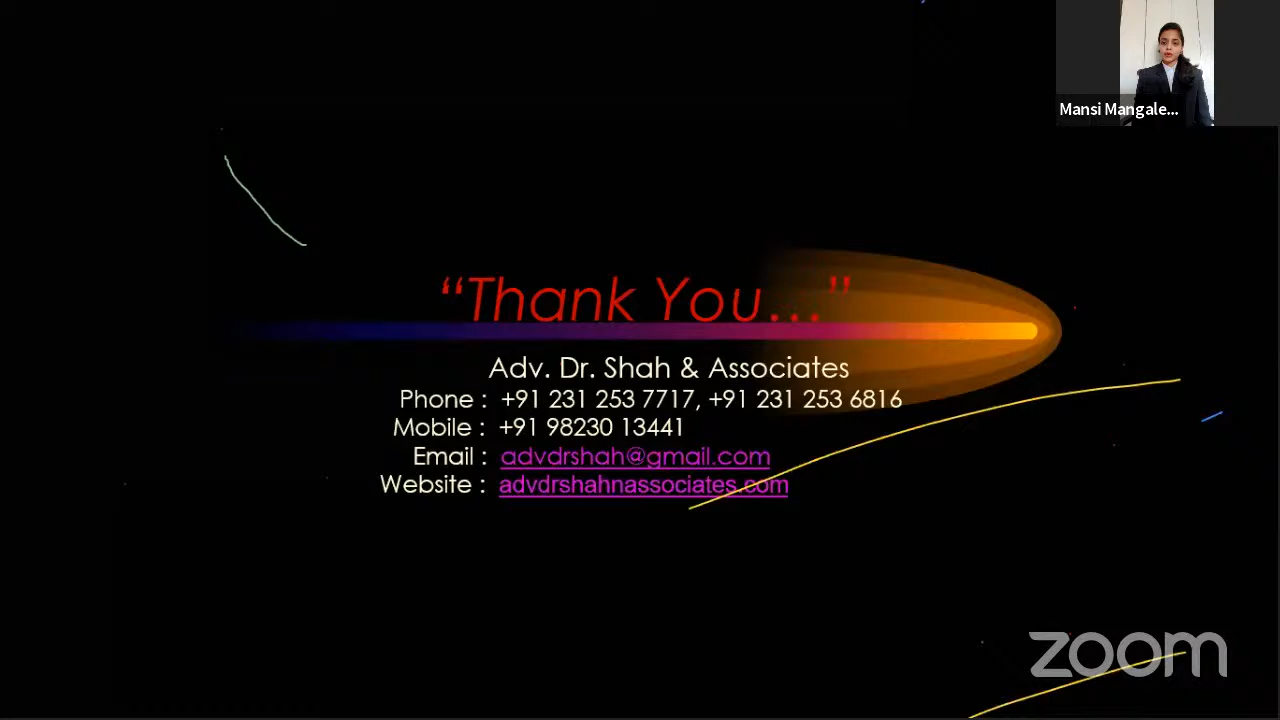 Mansi Mangale...
“Thank You...”
Adv. Dr. Shah & Associates
Phone : +91 231 253 7717, +91 231 253 6816
Mobile : +91 98230 13441
Email : advdrshah@gmail.com
Website : advdrshahnassociates.com
zoom